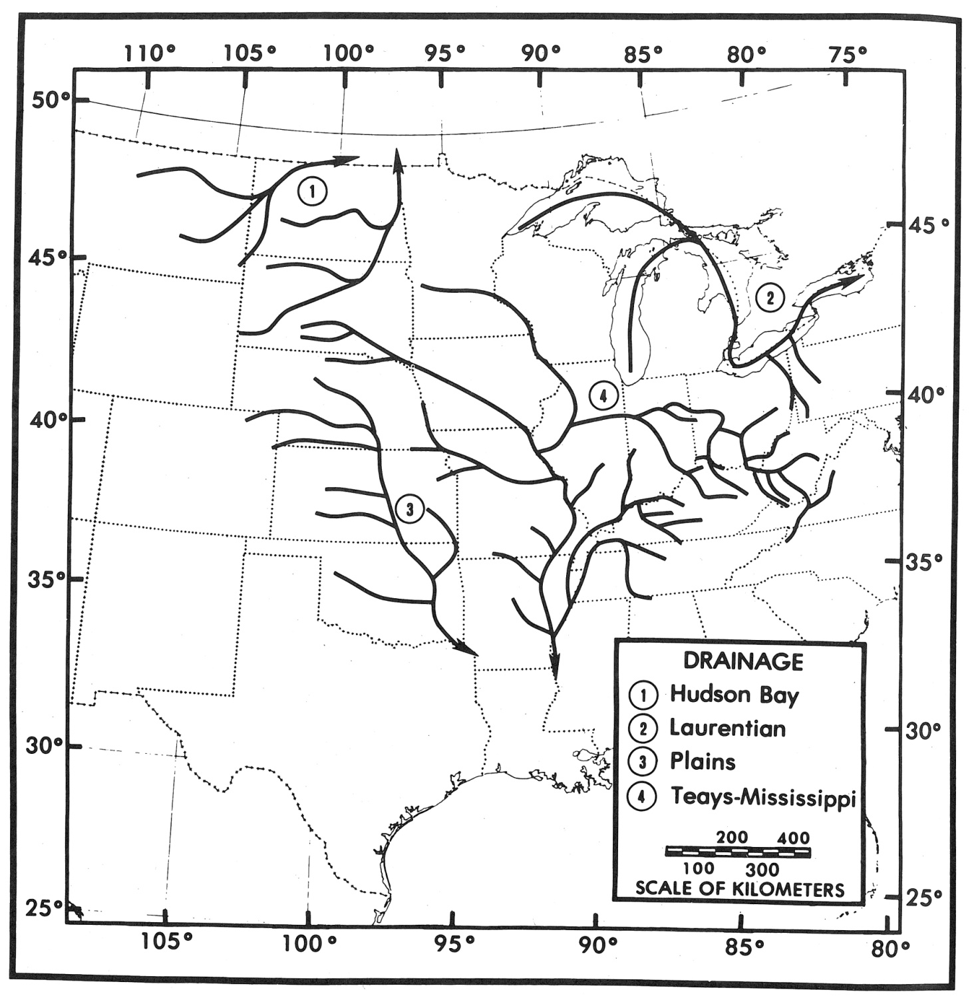 110° 105° 100° 95° 90° 85° 80° 75°
50°
45° 45°
40° 40°
35° 35°
30° 30°
25° 25°
1
2
4
3
DRAINAGE
1 Hudson Bay
2 Laurentian
3 Plains
4 Teays-Mississippi
200 400
100 300
SCALE OF KILOMETERS
105° 100° 95° 90° 85° 80°